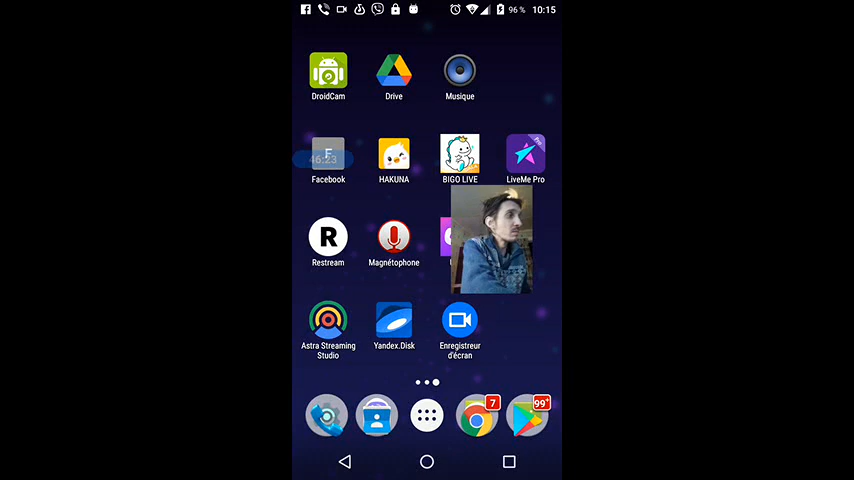 96 % 10:15
DroidCam Drive Musique
F
46:23
Facebook HAKUNA BIGO LIVE LiveMe Pro
Pro
R
Restream Magnétophone
Astra Streaming Studio Yandex.Disk Enregistreur d'écran
7 99+